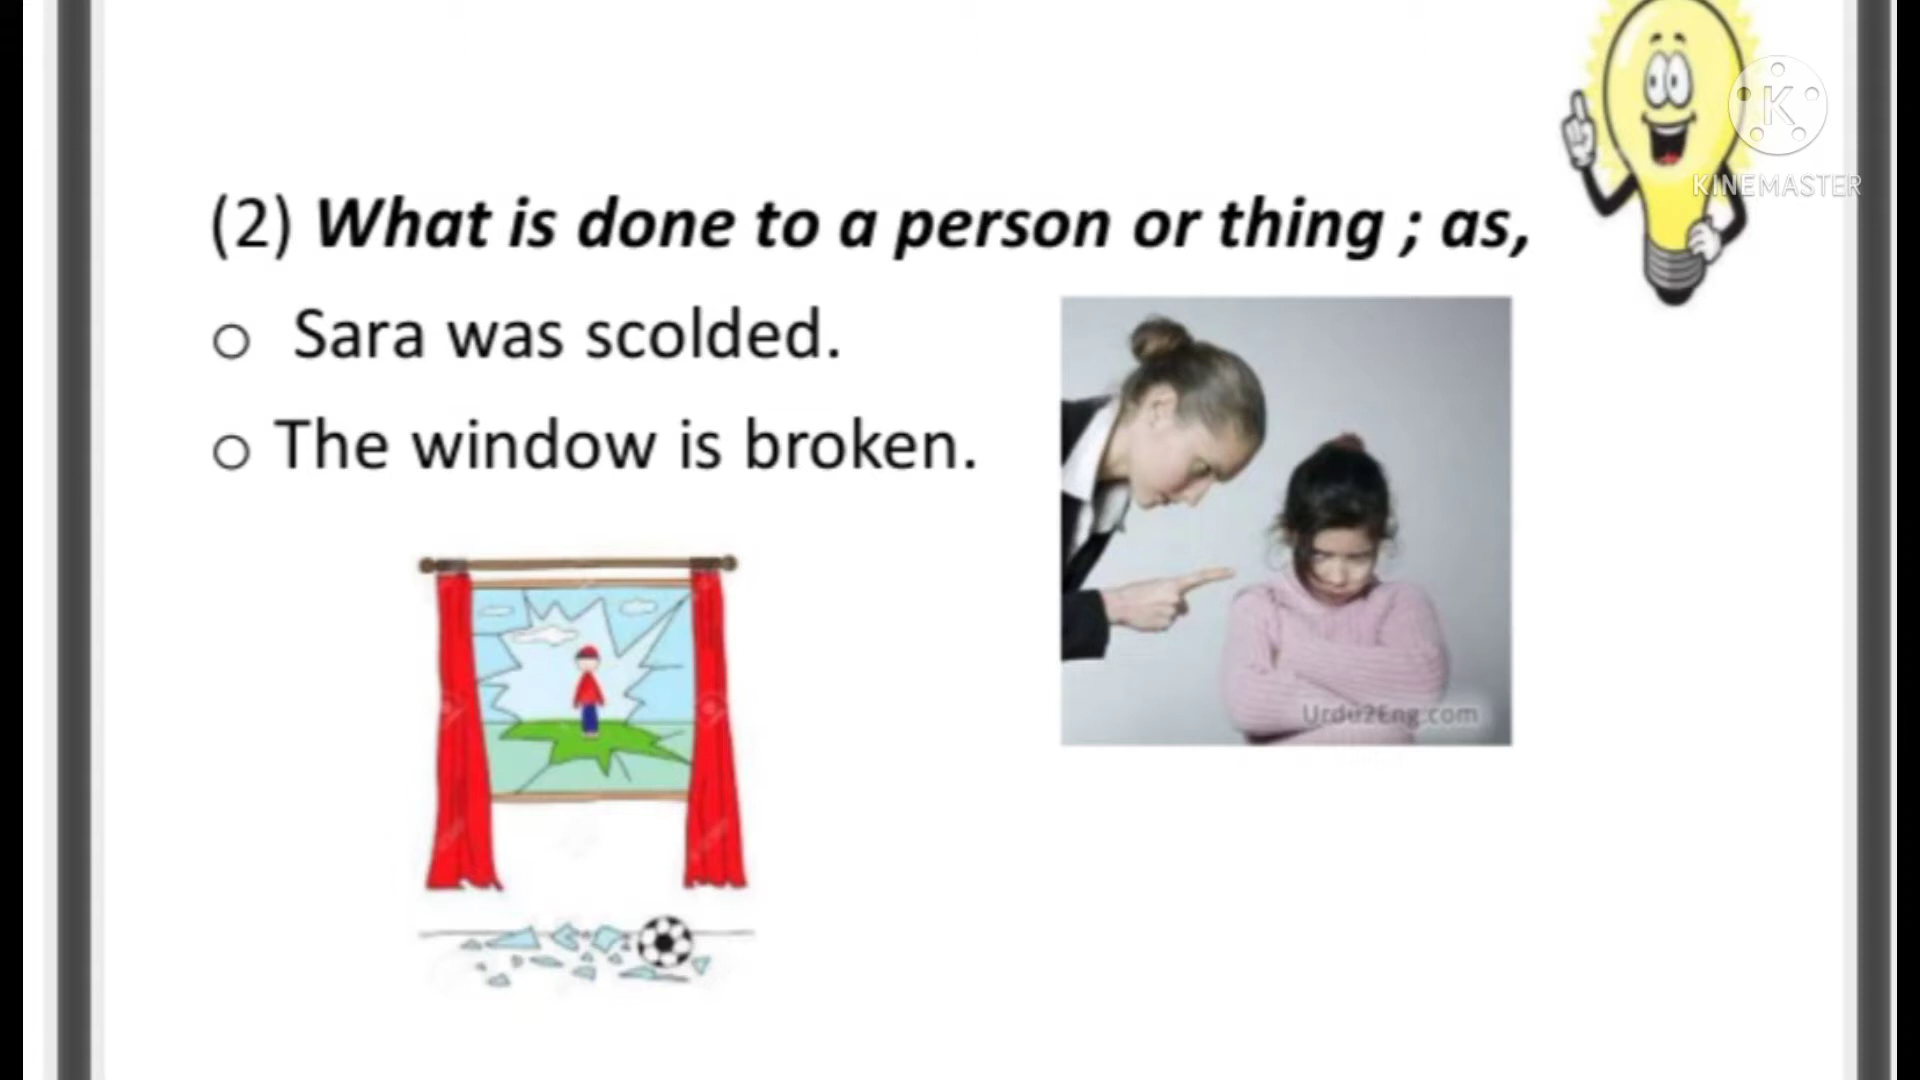 K
KINEMASTER
(2) What is done to a person or thing ; as,
o Sara was scolded.
o The window is broken.
Urdu2Eng.com